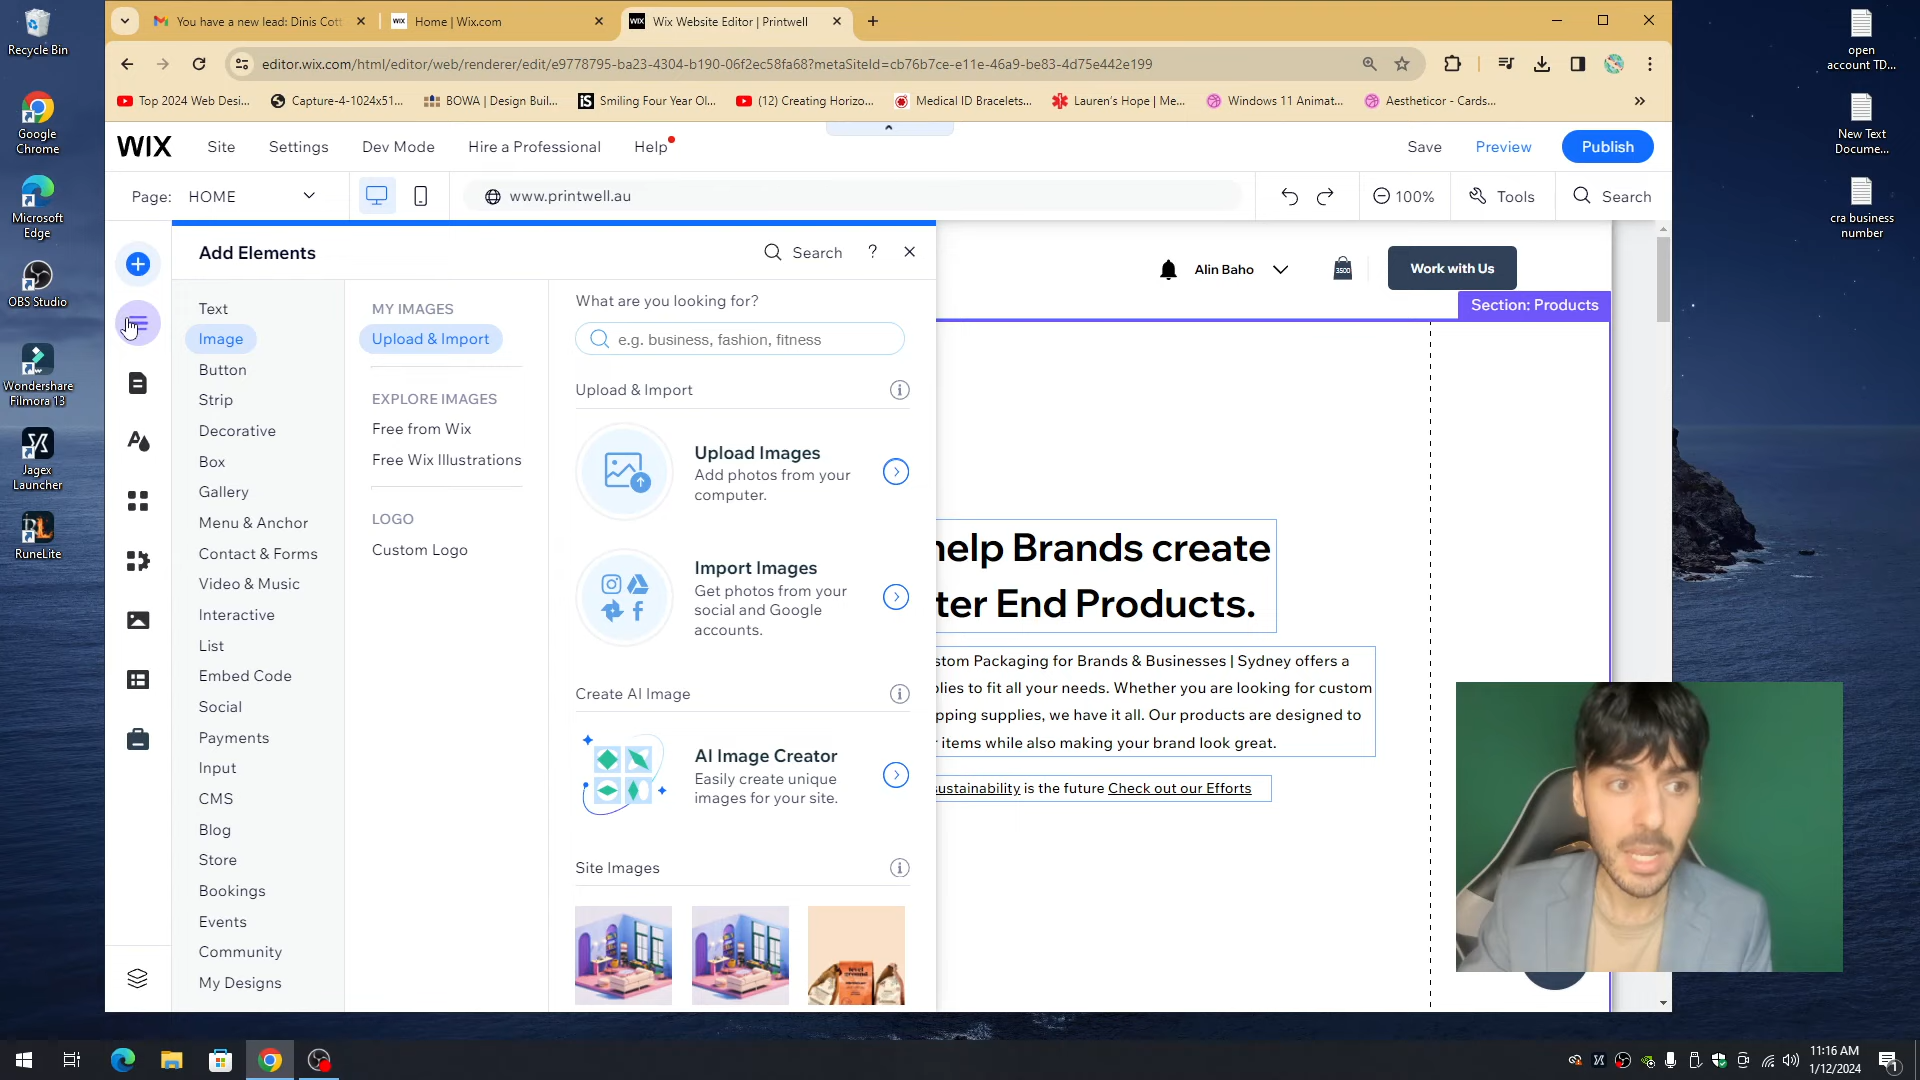 Recycle Bin
Google
Chrome
Microsoft
Edge
OBS Studio
Wondershare
Filmora 13
Jagex
Launcher
RuneLite
You have a new lead: Dinis Cott
Home | Wix.com
Wix Website Editor | Printwell
editor.wix.com/html/editor/web/renderer/edit/e9778795-ba23-4304-b190-06f2ec58fa68?metaSiteId=cb76b7ce-e11e-46a9-be83-4d75e442e199
Top 2024 Web Desi...
Capture-4-1024x51...
BOWA | Design Buil...
Smiling Four Year Ol...
(12) Creating Horizo...
Medical ID Bracelets...
Lauren's Hope | Me...
Windows 11 Animat...
Aestheticor - Cards...
WIX
Site
Settings
Dev Mode
Hire a Professional
Help
Save
Preview
Publish
Page: HOME
www.printwell.au
100%
Tools
Search
Add Elements
Search
?
Text
Image
Button
Strip
Decorative
Box
Gallery
Menu & Anchor
Contact & Forms
Video & Music
Interactive
List
Embed Code
Social
Payments
Input
CMS
Blog
Store
Bookings
Events
Community
My Designs
MY IMAGES
Upload & Import
EXPLORE IMAGES
Free from Wix
Free Wix Illustrations
LOGO
Custom Logo
What are you looking for?
e.g. business, fashion, fitness
Upload & Import
Upload Images
Add photos from your
computer.
Import Images
Get photos from your
social and Google
accounts.
Create AI Image
AI Image Creator
Easily create unique
images for your site.
Site Images
Alin Baho
3500
Work with Us
Section: Products
help Brands create
ter End Products.
stom Packaging for Brands & Businesses | Sydney offers a
plies to fit all your needs. Whether you are looking for custom
pping supplies, we have it all. Our products are designed to
items while also making your brand look great.
sustainability is the future Check out our Efforts
open
account TD...
New Text
Docume...
cra business
number
11:16 AM
1/12/2024
1